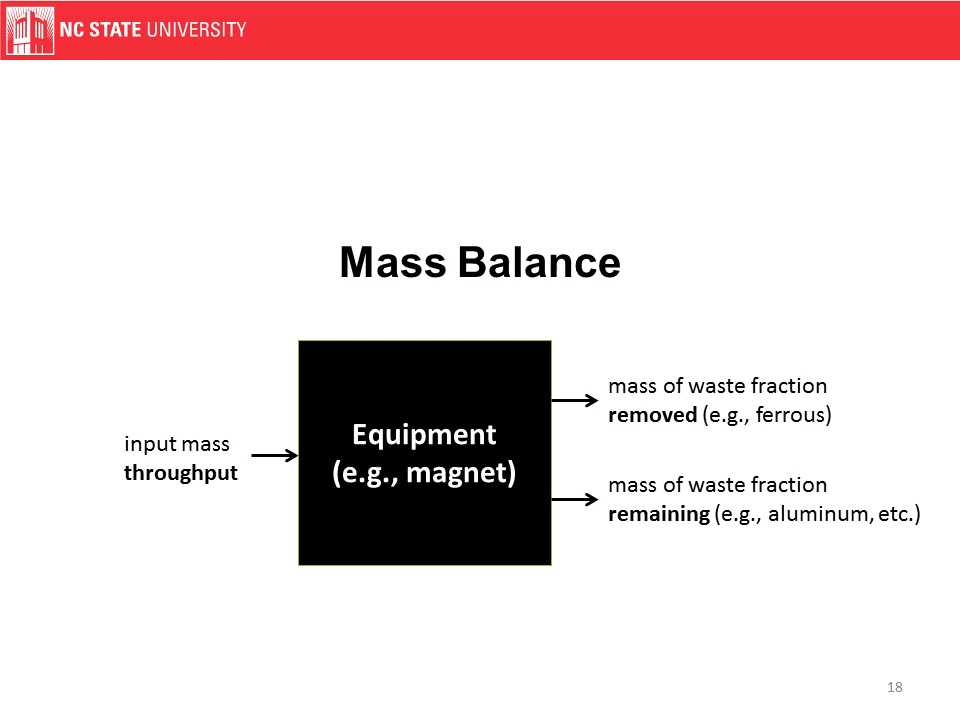 NC STATE UNIVERSITY
Mass Balance
input mass
throughput
Equipment
(e.g., magnet)
mass of waste fraction
removed (e.g., ferrous)
mass of waste fraction
remaining (e.g., aluminum, etc.)
18